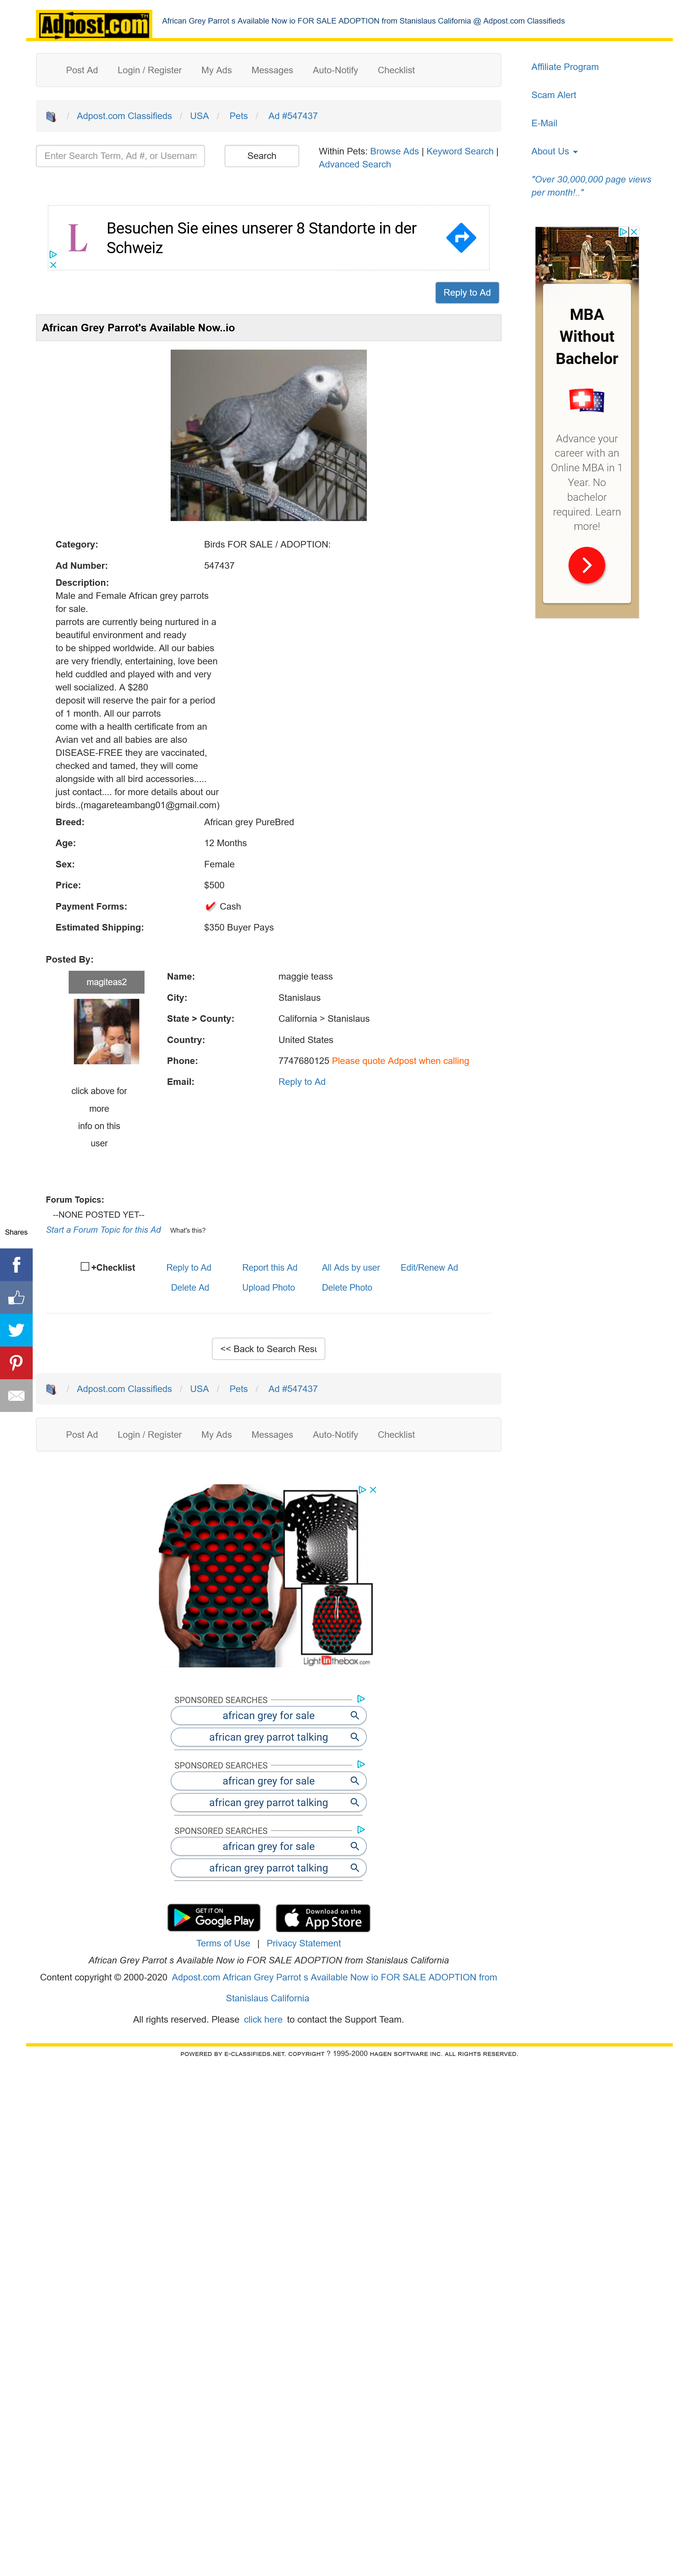 Adpost.com
African Grey Parrot s Available Now io FOR SALE ADOPTION from Stanislaus California @ Adpost.com Classifieds
Post Ad Login / Register My Ads Messages Auto-Notify Checklist
/ Adpost.com Classifieds / USA / Pets / Ad #547437
Enter Search Term, Ad #, or Usernam
Search
Within Pets: Browse Ads | Keyword Search |
Advanced Search
Affiliate Program
Scam Alert
E-Mail
About Us
"Over 30,000,000 page views
per month!.."
L
Besuchen Sie eines unserer 8 Standorte in der
Schweiz
Reply to Ad
African Grey Parrot's Available Now..io
MBA
Without
Bachelor
Advance your
career with an
Online MBA in 1
Year. No
bachelor
required. Learn
more!
Category: Birds FOR SALE / ADOPTION:
Ad Number: 547437
Description:
Male and Female African grey parrots
for sale.
parrots are currently being nurtured in a
beautiful environment and ready
to be shipped worldwide. All our babies
are very friendly, entertaining, love been
held cuddled and played with and very
well socialized. A $280
deposit will reserve the pair for a period
of 1 month. All our parrots
come with a health certificate from an
Avian vet and all babies are also
DISEASE-FREE they are vaccinated,
checked and tamed, they will come
alongside with all bird accessories.....
just contact.... for more details about our
birds..(magareteambang01@gmail.com)
Breed: African grey PureBred
Age: 12 Months
Sex: Female
Price: $500
Payment Forms: Cash
Estimated Shipping: $350 Buyer Pays
Posted By:
magiteas2
click above for
more
info on this
user
Name: maggie teass
City: Stanislaus
State > County: California > Stanislaus
Country: United States
Phone: 7747680125 Please quote Adpost when calling
Email: Reply to Ad
Forum Topics:
--NONE POSTED YET--
Start a Forum Topic for this Ad What's this?
Shares
+Checklist Reply to Ad Report this Ad All Ads by user Edit/Renew Ad
Delete Ad Upload Photo Delete Photo
<< Back to Search Resu
/ Adpost.com Classifieds / USA / Pets / Ad #547437
Post Ad Login / Register My Ads Messages Auto-Notify Checklist
Lightinthebox.com
SPONSORED SEARCHES
african grey for sale
african grey parrot talking
SPONSORED SEARCHES
african grey for sale
african grey parrot talking
SPONSORED SEARCHES
african grey for sale
african grey parrot talking
GET IT ON
Google Play
Download on the
App Store
Terms of Use | Privacy Statement
African Grey Parrot s Available Now io FOR SALE ADOPTION from Stanislaus California
Content copyright © 2000-2020 Adpost.com African Grey Parrot s Available Now io FOR SALE ADOPTION from
Stanislaus California
All rights reserved. Please click here to contact the Support Team.
POWERED BY E-CLASSIFIEDS.NET. COPYRIGHT ? 1995-2000 HAGEN SOFTWARE INC. ALL RIGHTS RESERVED.